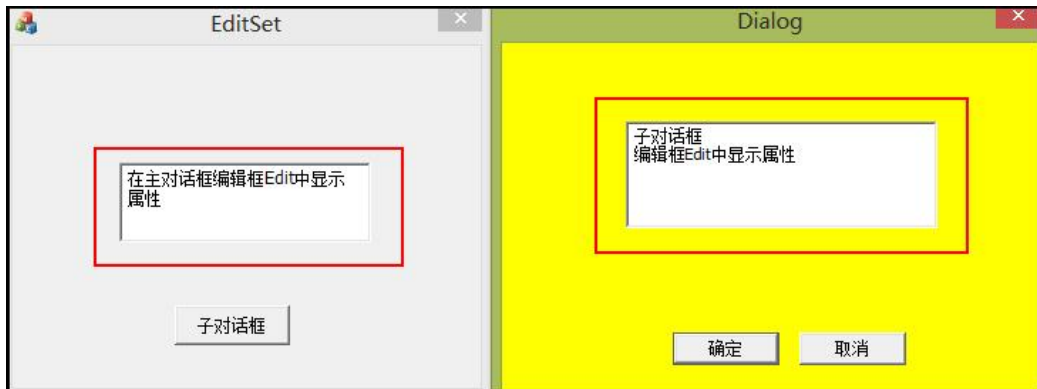 EditSet
在主对话框编辑框Edit中显示
属性
子对话框
Dialog
子对话框
编辑框Edit中显示属性
确定
取消